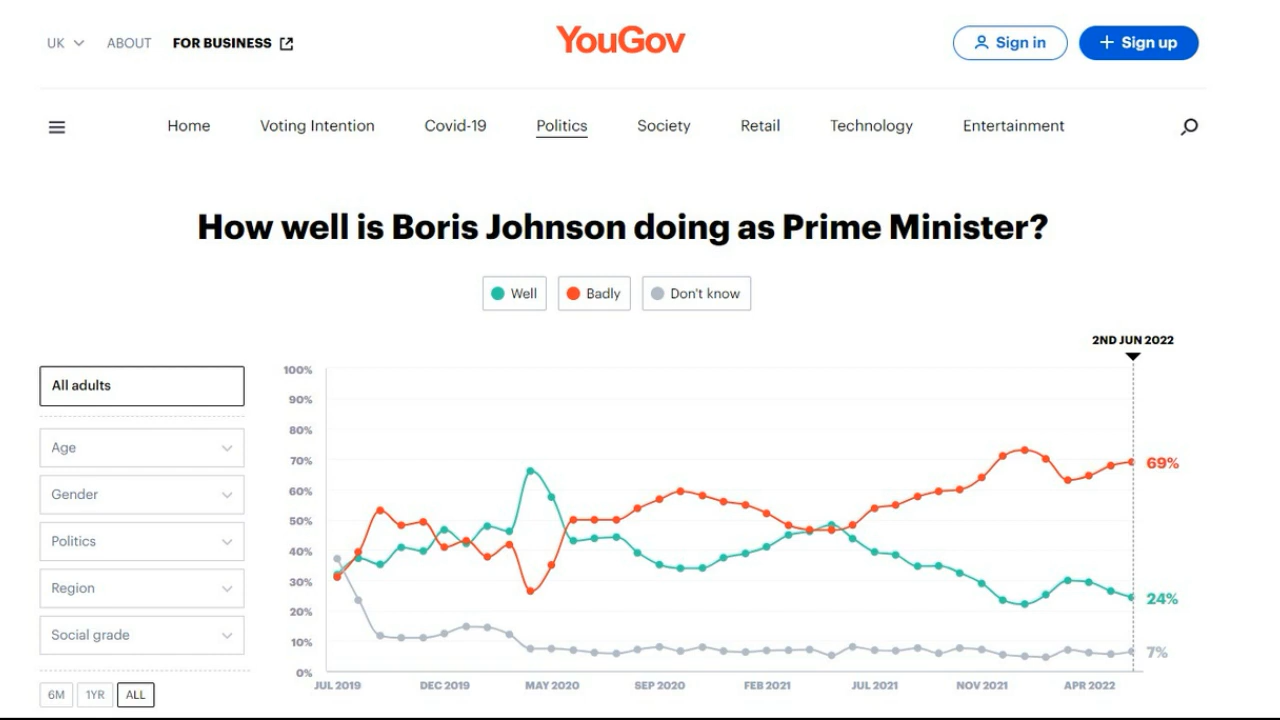 UK ABOUT FOR BUSINESS YouGov Sign in + Sign up
Home Voting Intention Covid-19 Politics Society Retail Technology Entertainment
How well is Boris Johnson doing as Prime Minister?
Well Badly Don't know
2ND JUN 2022
All adults
Age
Gender
Politics
Region
Social grade
6M 1YR ALL
100%
90%
80%
70%
60%
50%
40%
30%
20%
10%
0%
69%
24%
7%
JUL 2019 DEC 2019 MAY 2020 SEP 2020 FEB 2021 JUL 2021 NOV 2021 APR 2022